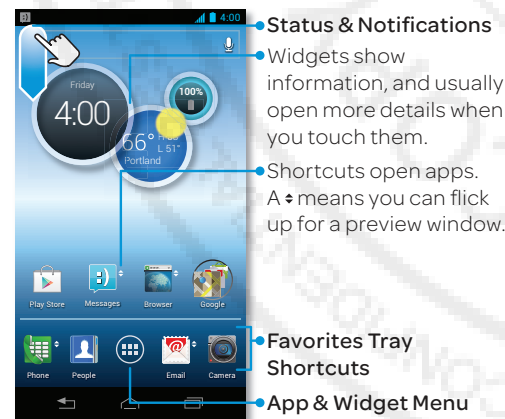 4:00
Status & Notifications
Widgets show
information, and usually
open more details when
you touch them.
Friday
4:00
100%
66°
L 51°
Portland
Shortcuts open apps.
A means you can flick
up for a preview window.
Play Store
Messages
Browser
Google
Favorites Tray
Shortcuts
Phone
People
Email
Camera
App & Widget Menu